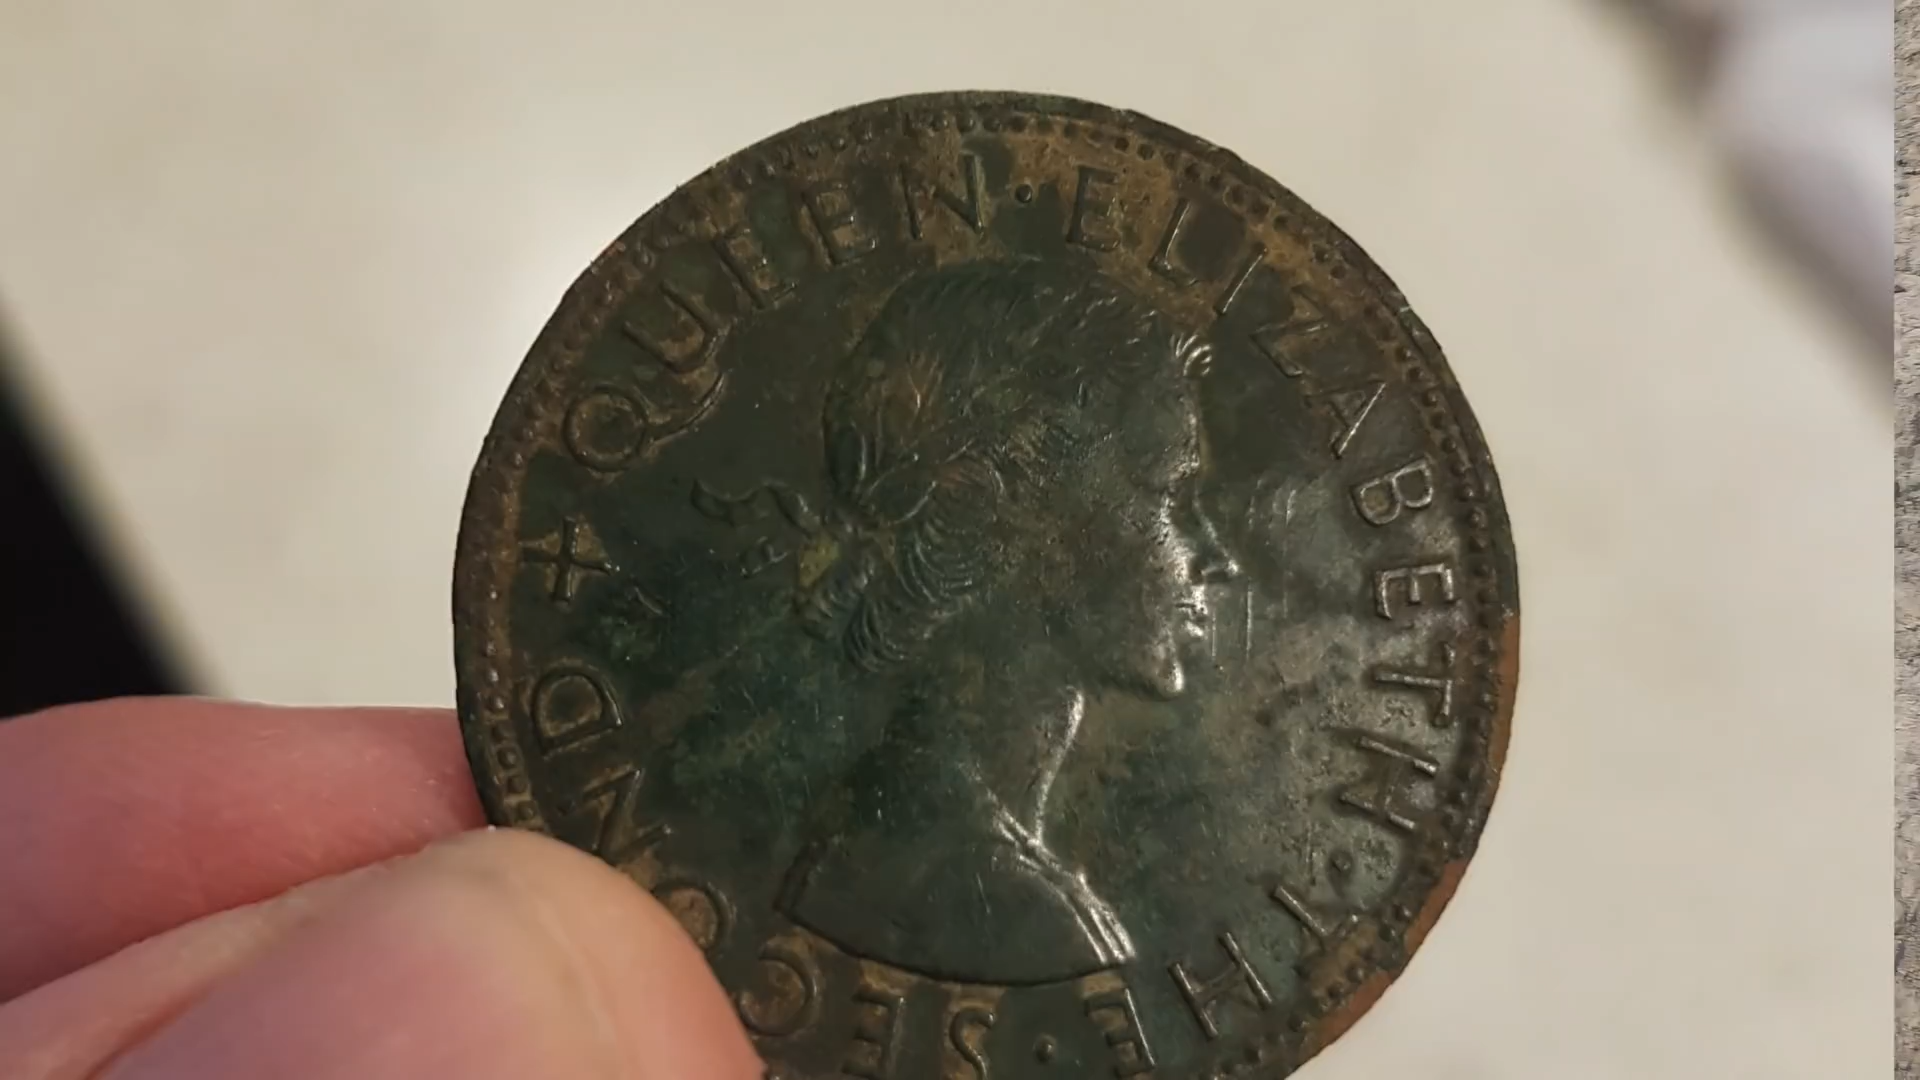 + QUEEN · ELIZABETH · THE · SECOND